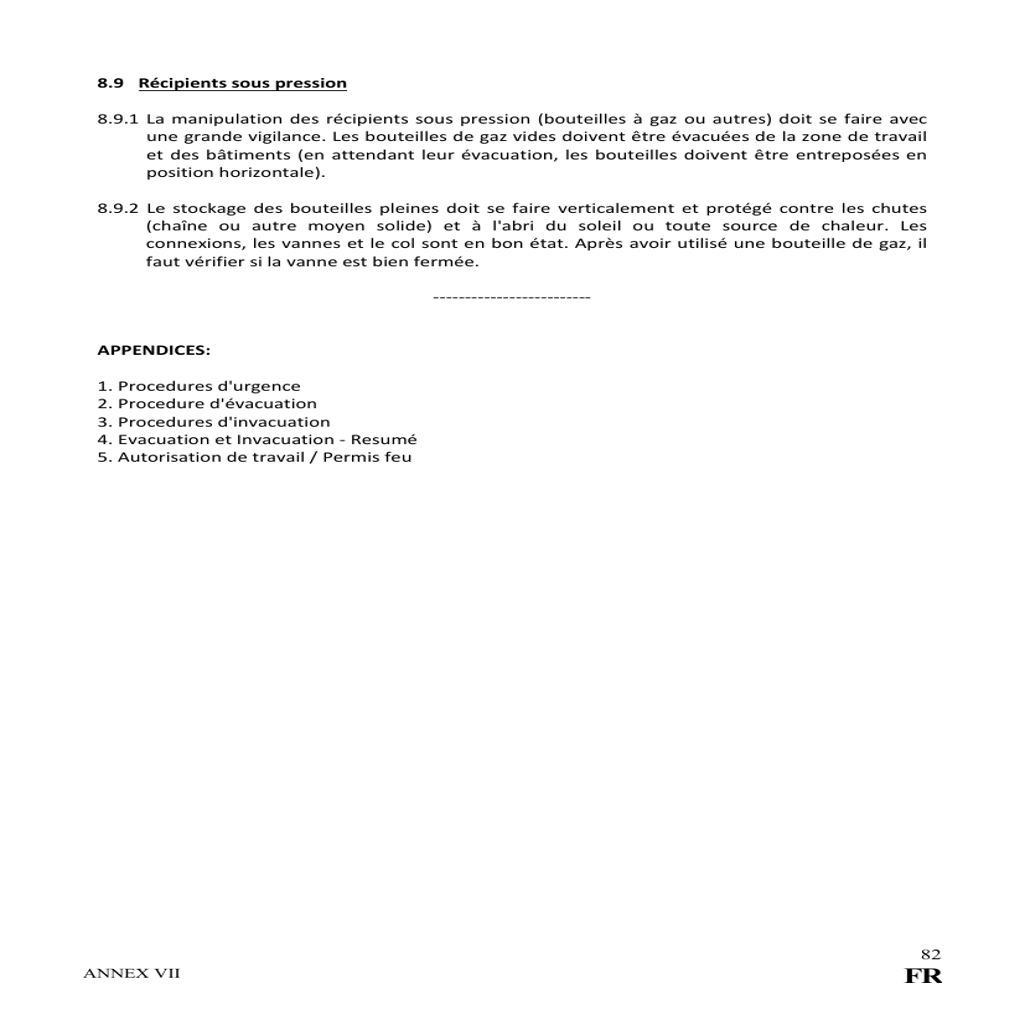 8.9 Récipients sous pression
8.9.1 La manipulation des récipients sous pression (bouteilles à gaz ou autres) doit se faire avec
une grande vigilance. Les bouteilles de gaz vides doivent être évacuées de la zone de travail
et des bâtiments (en attendant leur évacuation, les bouteilles doivent être entreposées en
position horizontale).
8.9.2 Le stockage des bouteilles pleines doit se faire verticalement et protégé contre les chutes
(chaîne ou autre moyen solide) et à l'abri du soleil ou toute source de chaleur. Les
connexions, les vannes et le col sont en bon état. Après avoir utilisé une bouteille de gaz, il
faut vérifier si la vanne est bien fermée.
-------------------------
APPENDICES:
1. Procedures d'urgence
2. Procedure d'évacuation
3. Procedures d'invacuation
4. Evacuation et Invacuation - Resumé
5. Autorisation de travail / Permis feu
82
ANNEX VII
FR